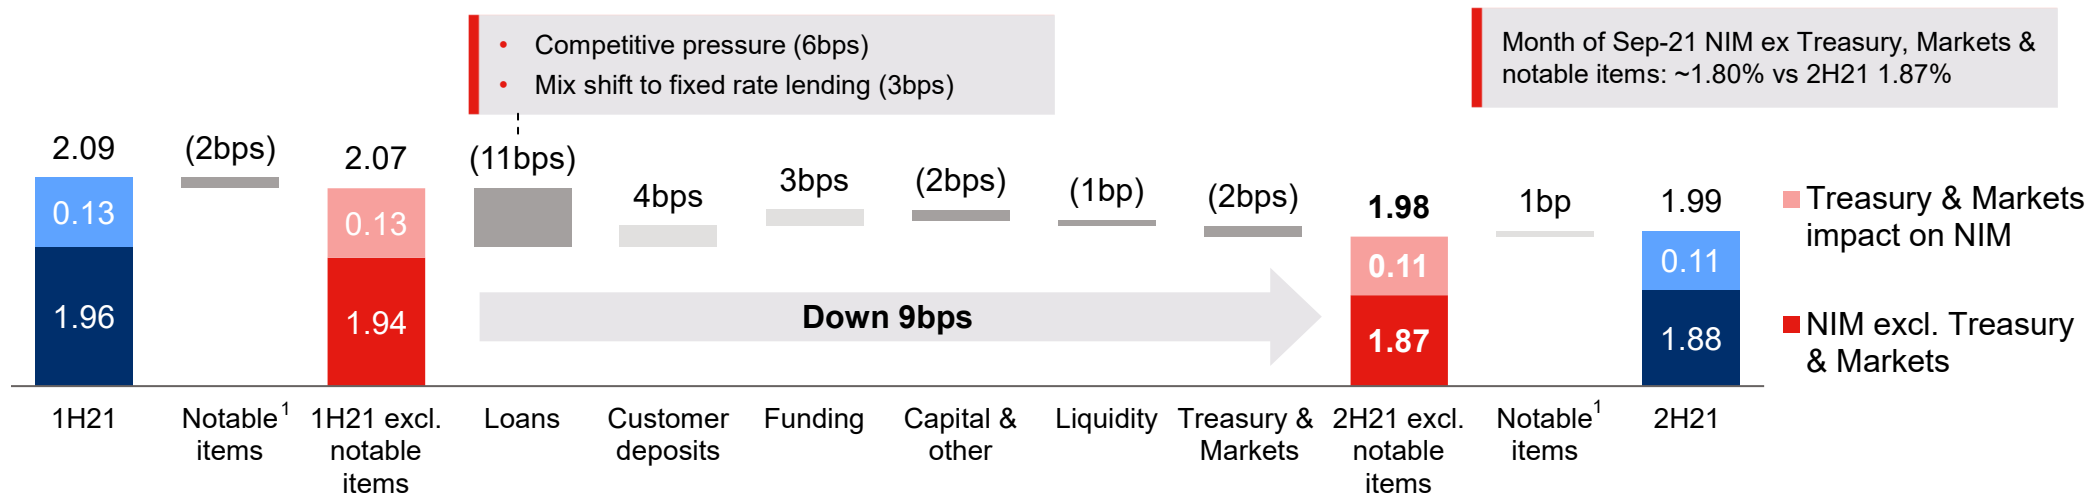 • Competitive pressure (6bps)
• Mix shift to fixed rate lending (3bps)
Month of Sep-21 NIM ex Treasury, Markets &
notable items: ~1.80% vs 2H21 1.87%
2.09
(2bps)
2.07
(11bps)
4bps
3bps
(2bps)
(1bp)
(2bps)
1.98
1bp
1.99
0.13
0.13
0.11
0.11
1.96
1.94
1.87
1.88
Down 9bps
Treasury & Markets
impact on NIM
NIM excl. Treasury
& Markets
1H21
Notable¹
items
1H21 excl.
notable
items
Loans
Customer
deposits
Funding
Capital &
other
Liquidity
Treasury &
Markets
2H21 excl.
notable
items
Notable¹
items
2H21